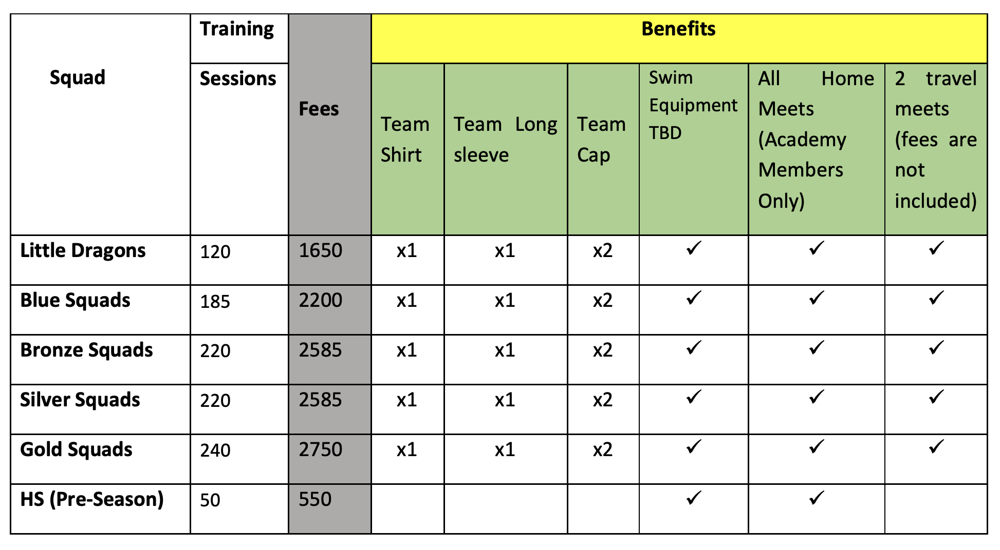 Training
Benefits
Squad
Sessions
Fees
Team
Shirt
Team Long
sleeve
Team
Cap
Swim
Equipment
TBD
All Home
Meets
(Academy
Members
Only)
2 travel
meets
(fees are
not
included)
Little Dragons 120 1650 x1 x1 x2 ✓ ✓ ✓
Blue Squads 185 2200 x1 x1 x2 ✓ ✓ ✓
Bronze Squads 220 2585 x1 x1 x2 ✓ ✓ ✓
Silver Squads 220 2585 x1 x1 x2 ✓ ✓ ✓
Gold Squads 240 2750 x1 x1 x2 ✓ ✓ ✓
HS (Pre-Season) 50 550 ✓ ✓